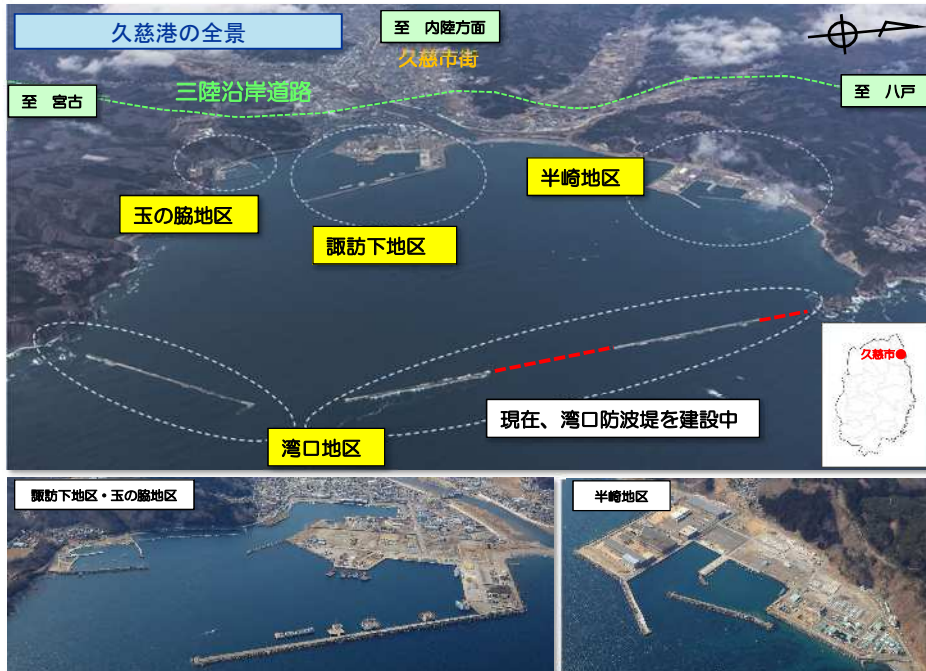 久慈港の全景
至 内陸方面
久慈市街
三陸沿岸道路
至 宮古
至 八戸
玉の脇地区
諏訪下地区
半崎地区
久慈市
現在、湾口防波堤を建設中
湾口地区
諏訪下地区・玉の脇地区
半崎地区